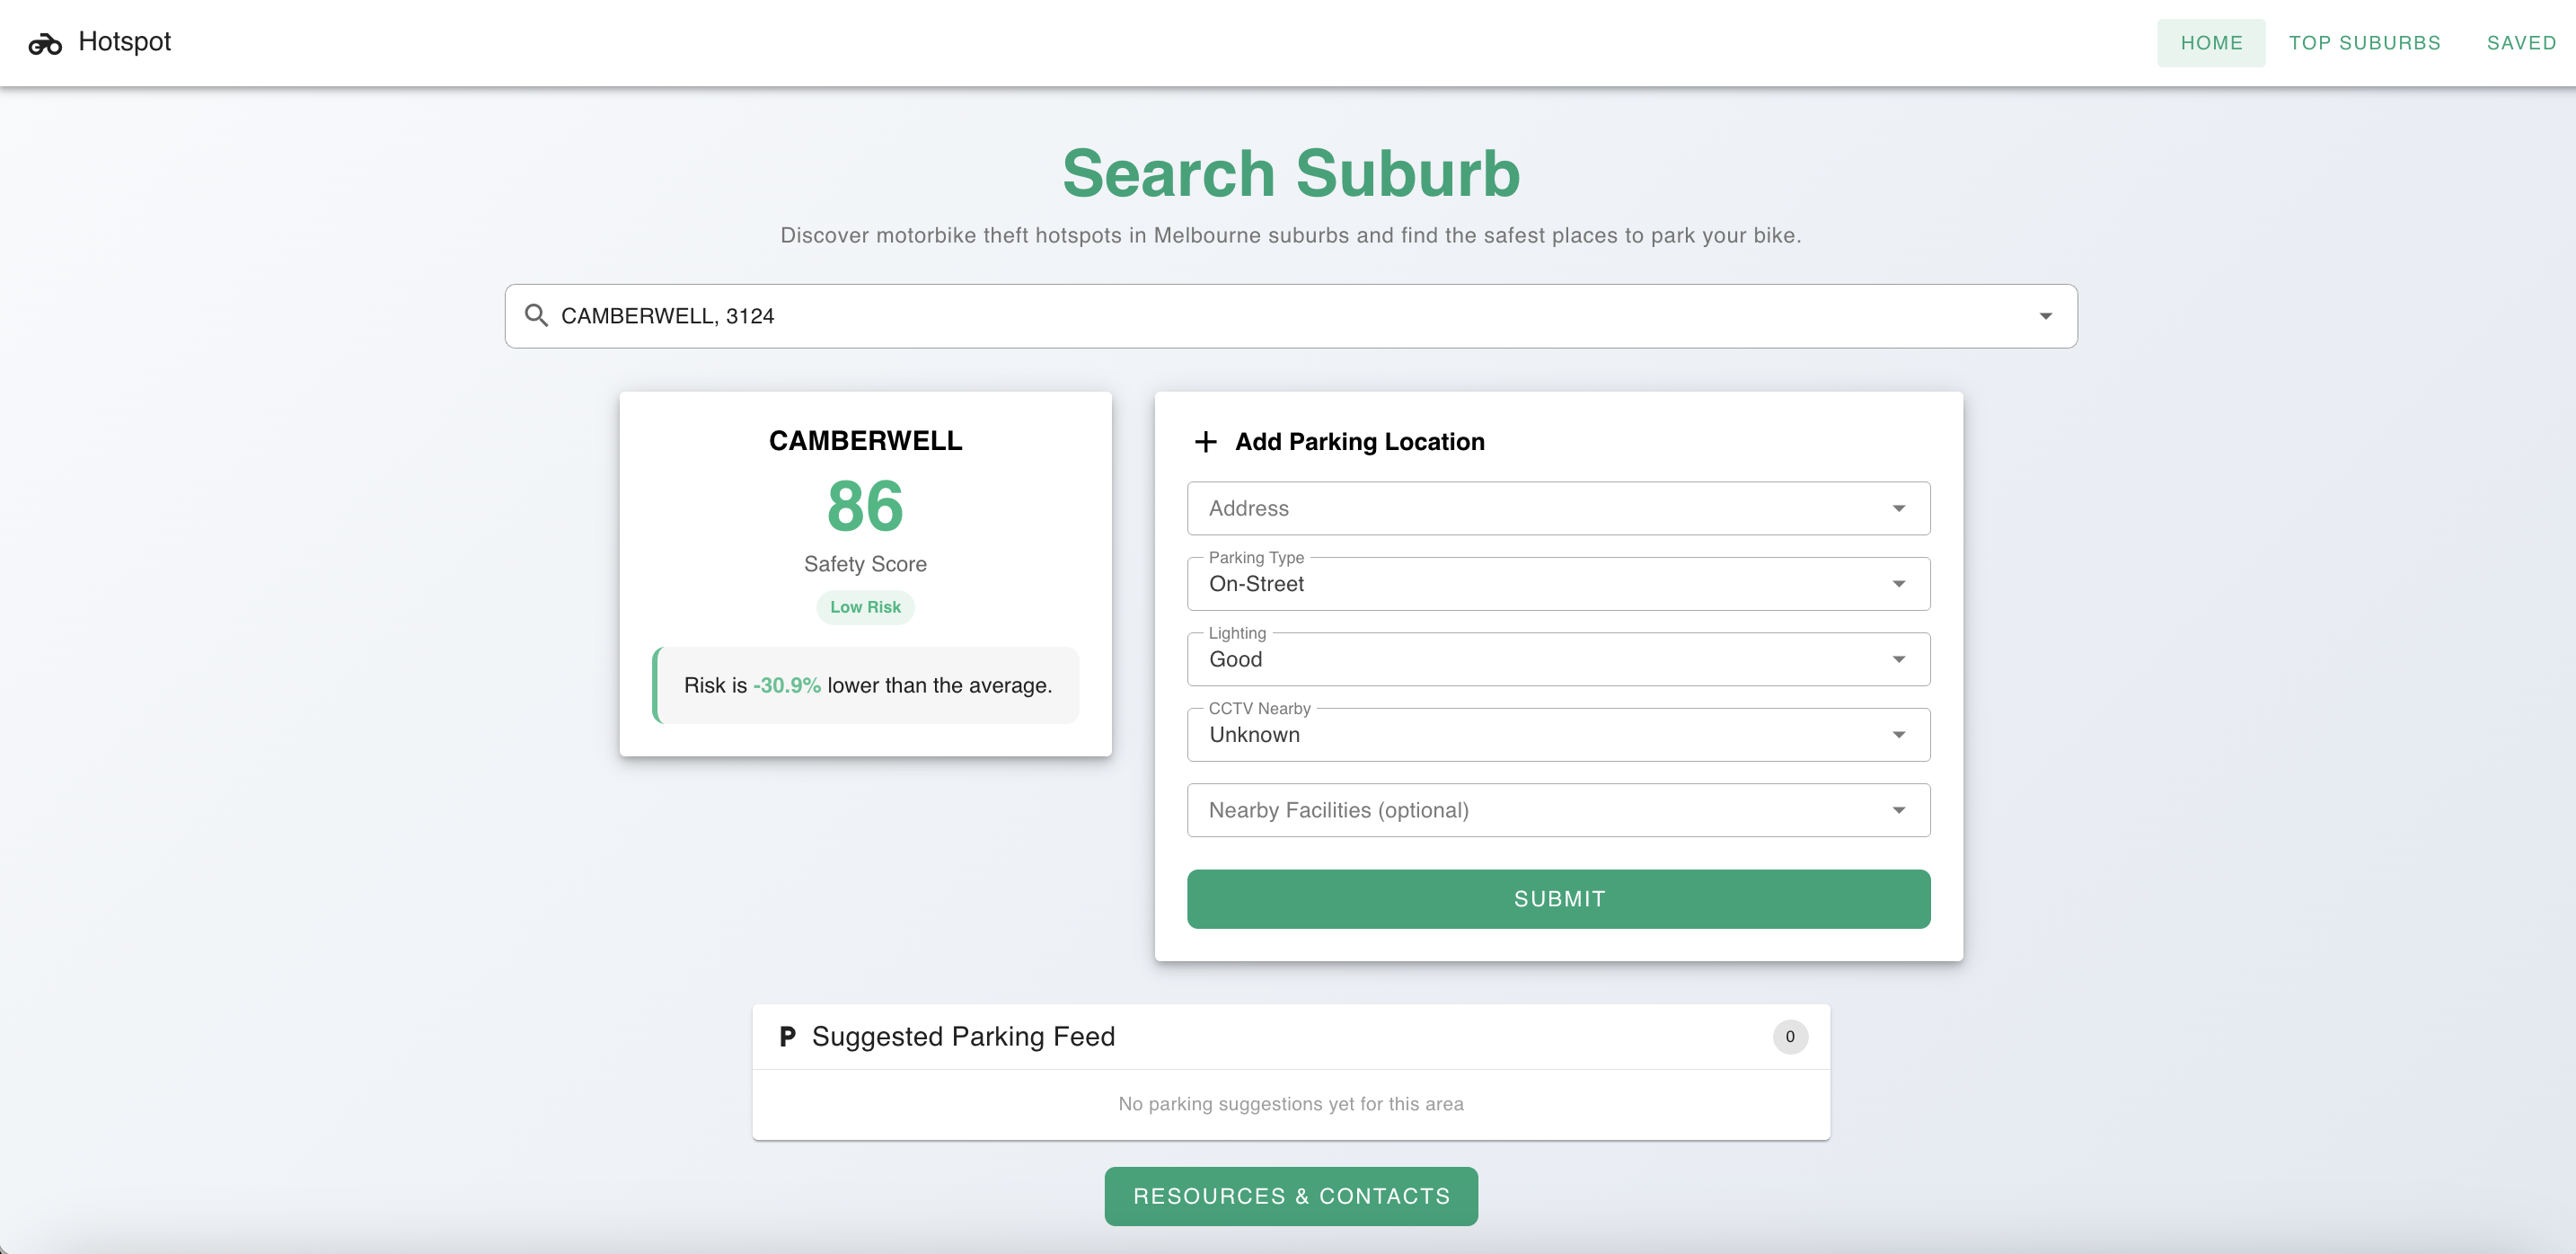 Hotspot
HOME
TOP SUBURBS
SAVED
Search Suburb
Discover motorbike theft hotspots in Melbourne suburbs and find the safest places to park your bike.
CAMBERWELL, 3124
CAMBERWELL
86
Safety Score
Low Risk
Risk is -30.9% lower than the average.
Add Parking Location
Address
Parking Type
On-Street
Lighting
Good
CCTV Nearby
Unknown
Nearby Facilities (optional)
SUBMIT
P Suggested Parking Feed
0
No parking suggestions yet for this area
RESOURCES & CONTACTS